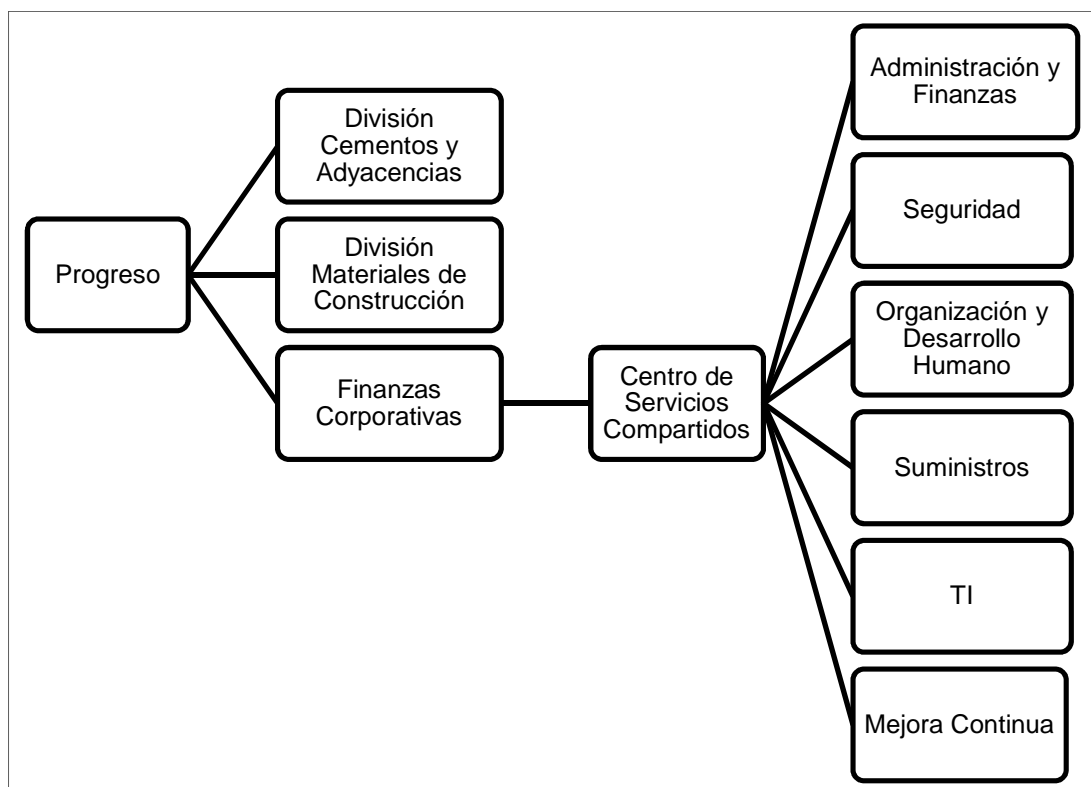 Progreso
División
Cementos y
Adyacencias
División
Materiales de
Construcción
Finanzas
Corporativas
Centro de
Servicios
Compartidos
Administración y
Finanzas
Seguridad
Organización y
Desarrollo
Humano
Suministros
TI
Mejora Continua